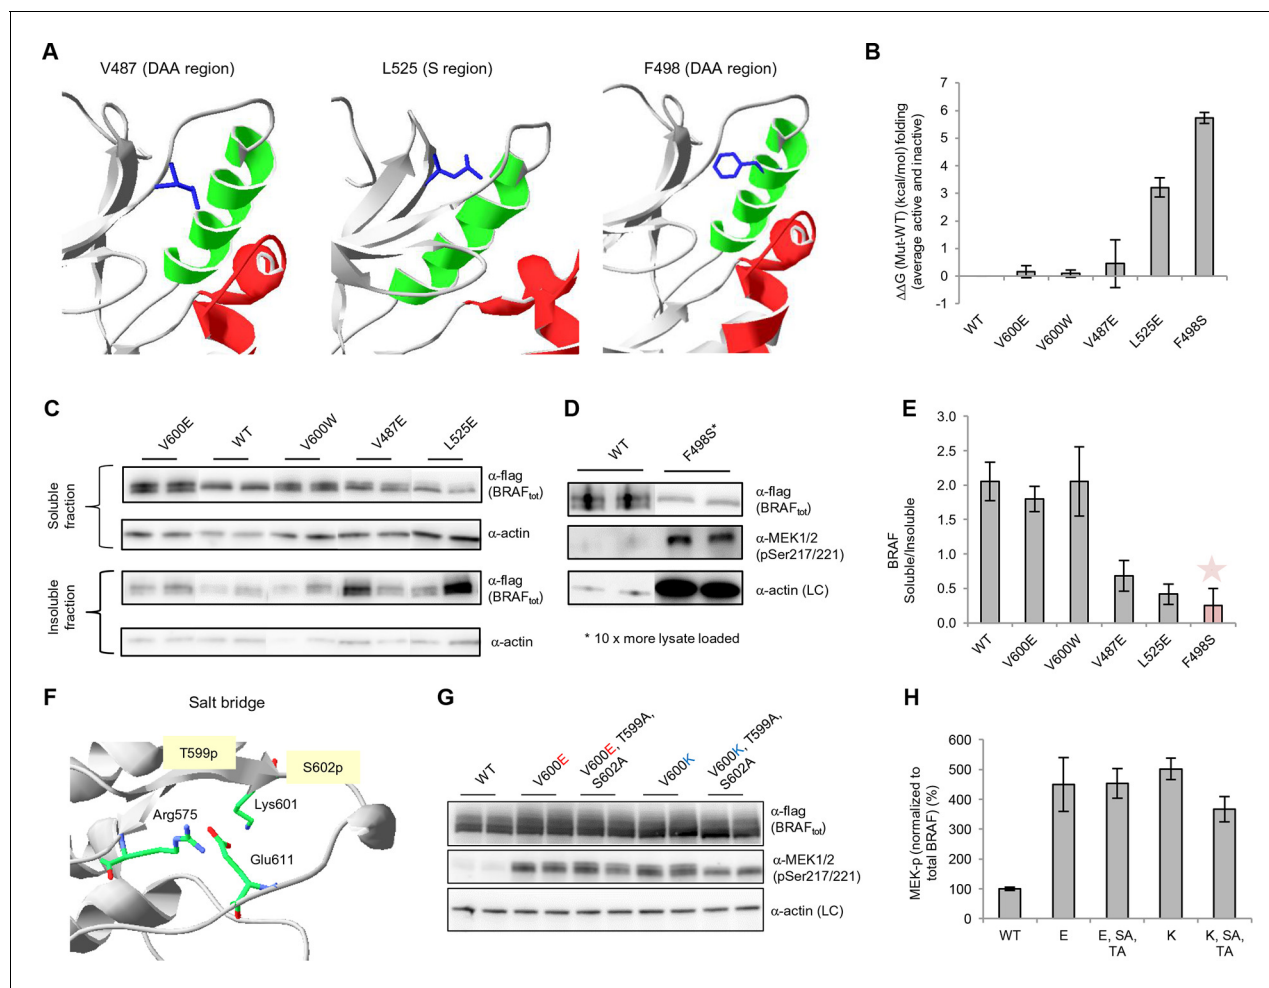 A
V487 (DAA region)
L525 (S region)
F498 (DAA region)
B
ΔΔG (Mut-WT) (kcal/mol) folding
(average active and inactive)
7
6
5
4
3
2
1
0
-1
WT
V600E
V600W
V487E
L525E
F498S
C
V600E
WT
V600W
V487E
L525E
Soluble
fraction
α-flag
(BRAFtot)
α-actin
Insoluble
fraction
α-flag
(BRAFtot)
α-actin
D
WT
F498S*
α-flag
(BRAFtot)
α-MEK1/2
(pSer217/221)
α-actin (LC)
* 10 x more lysate loaded
E
BRAF
Soluble/Insoluble
3.0
2.5
2.0
1.5
1.0
0.5
0.0
WT
V600E
V600W
V487E
L525E
F498S
F
Salt bridge
T599p
S602p
Lys601
Arg575
Glu611
G
WT
V600E
V600E, T599A,
S602A
V600K
V600K, T599A,
S602A
α-flag
(BRAFtot)
α-MEK1/2
(pSer217/221)
α-actin (LC)
H
MEK-p (normalized to
total BRAF) (%)
600
500
400
300
200
100
0
WT
E
E, SA,
TA
K
K, SA,
TA